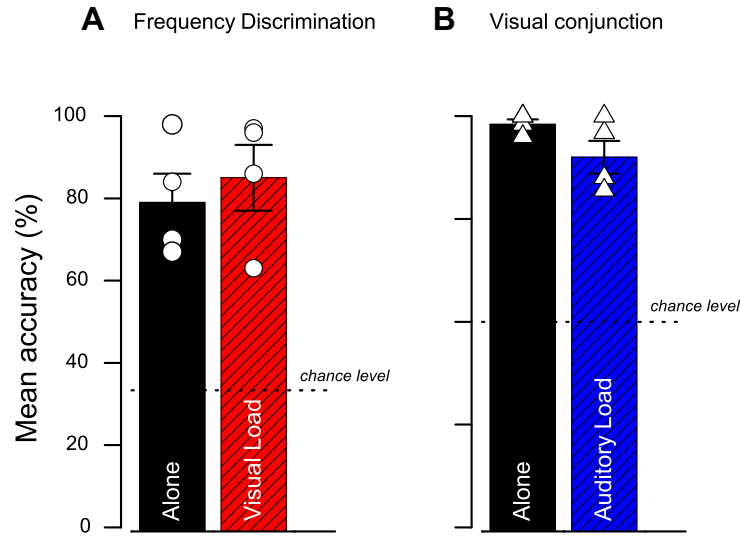 A Frequency Discrimination
B Visual conjunction
Mean accuracy (%)
100
80
60
40
20
0
chance level
Alone
Visual Load
chance level
Alone
Auditory Load